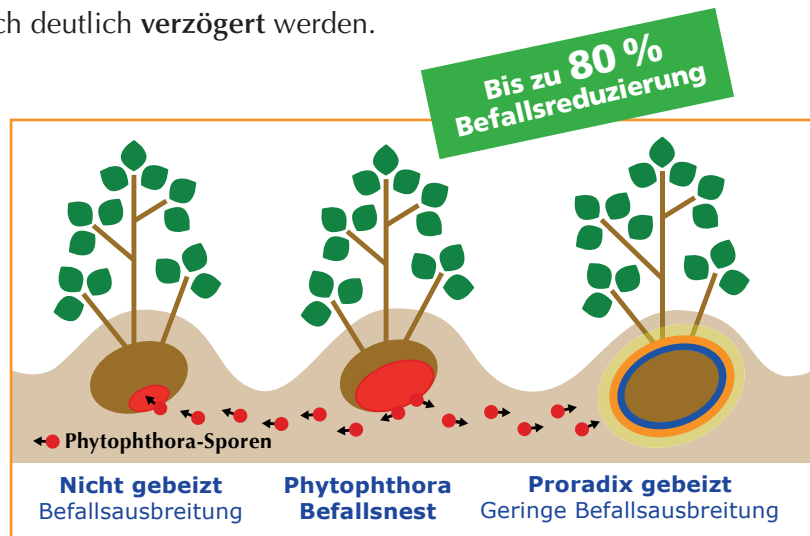 ch deutlich verzögert werden.
Bis zu 80 %
Befallsreduzierung
Phytophthora-Sporen
Nicht gebeizt
Befallsausbreitung
Phytophthora
Befallsnest
Proradix gebeizt
Geringe Befallsausbreitung